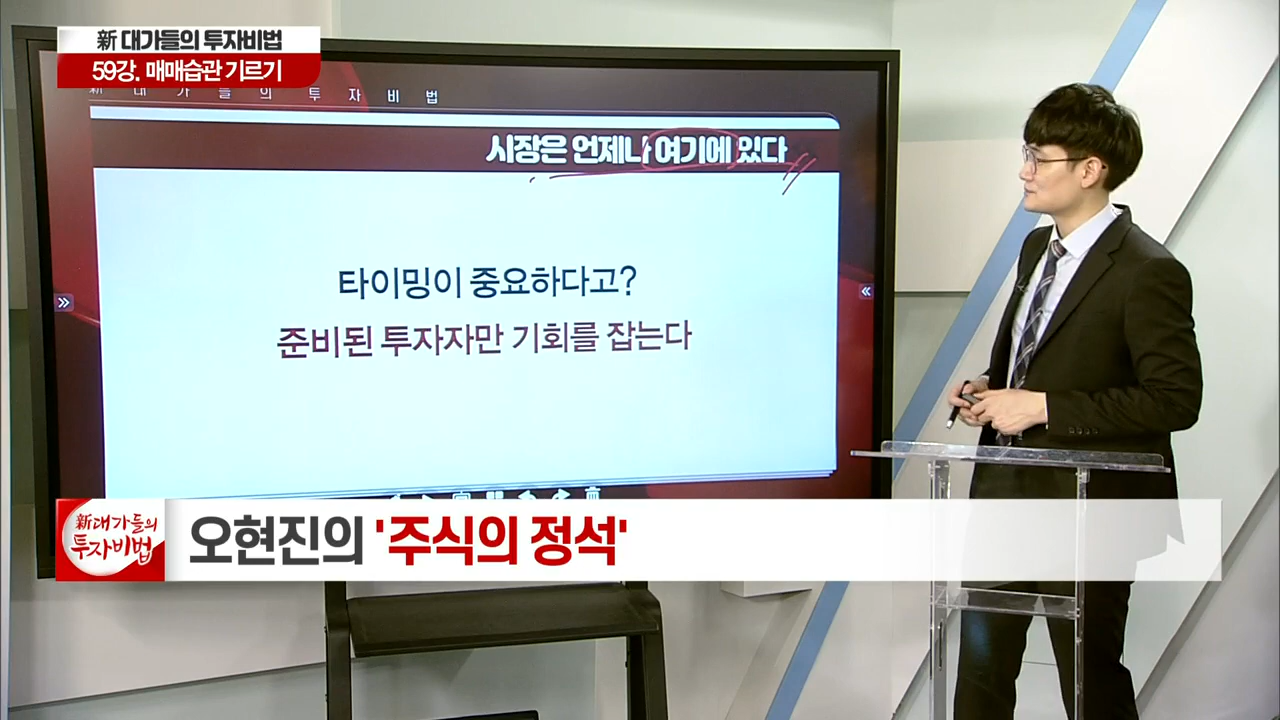 新 대가들의 투자비법
59강. 매매습관 기르기
新 대가들의 투자비법
시장은 언제나 여기에 있다
타이밍이 중요하다고?
준비된 투자자만 기회를 잡는다
新대가들의
투자비법
오현진의 '주식의 정석'